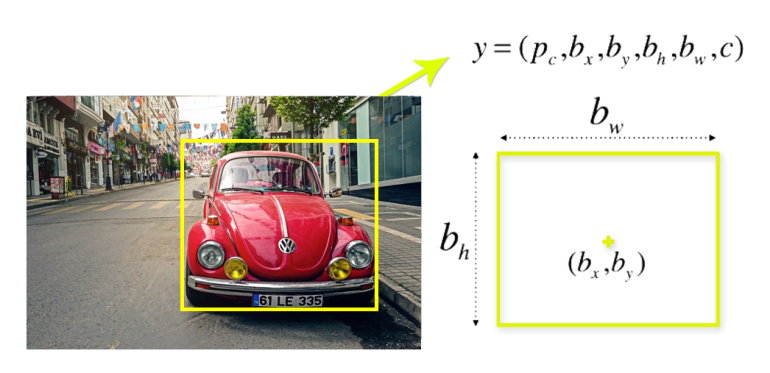 y = (p_c, b_x, b_y, b_h, b_w, c)
b_w
b_h
(b_x, b_y)
61 LE 335